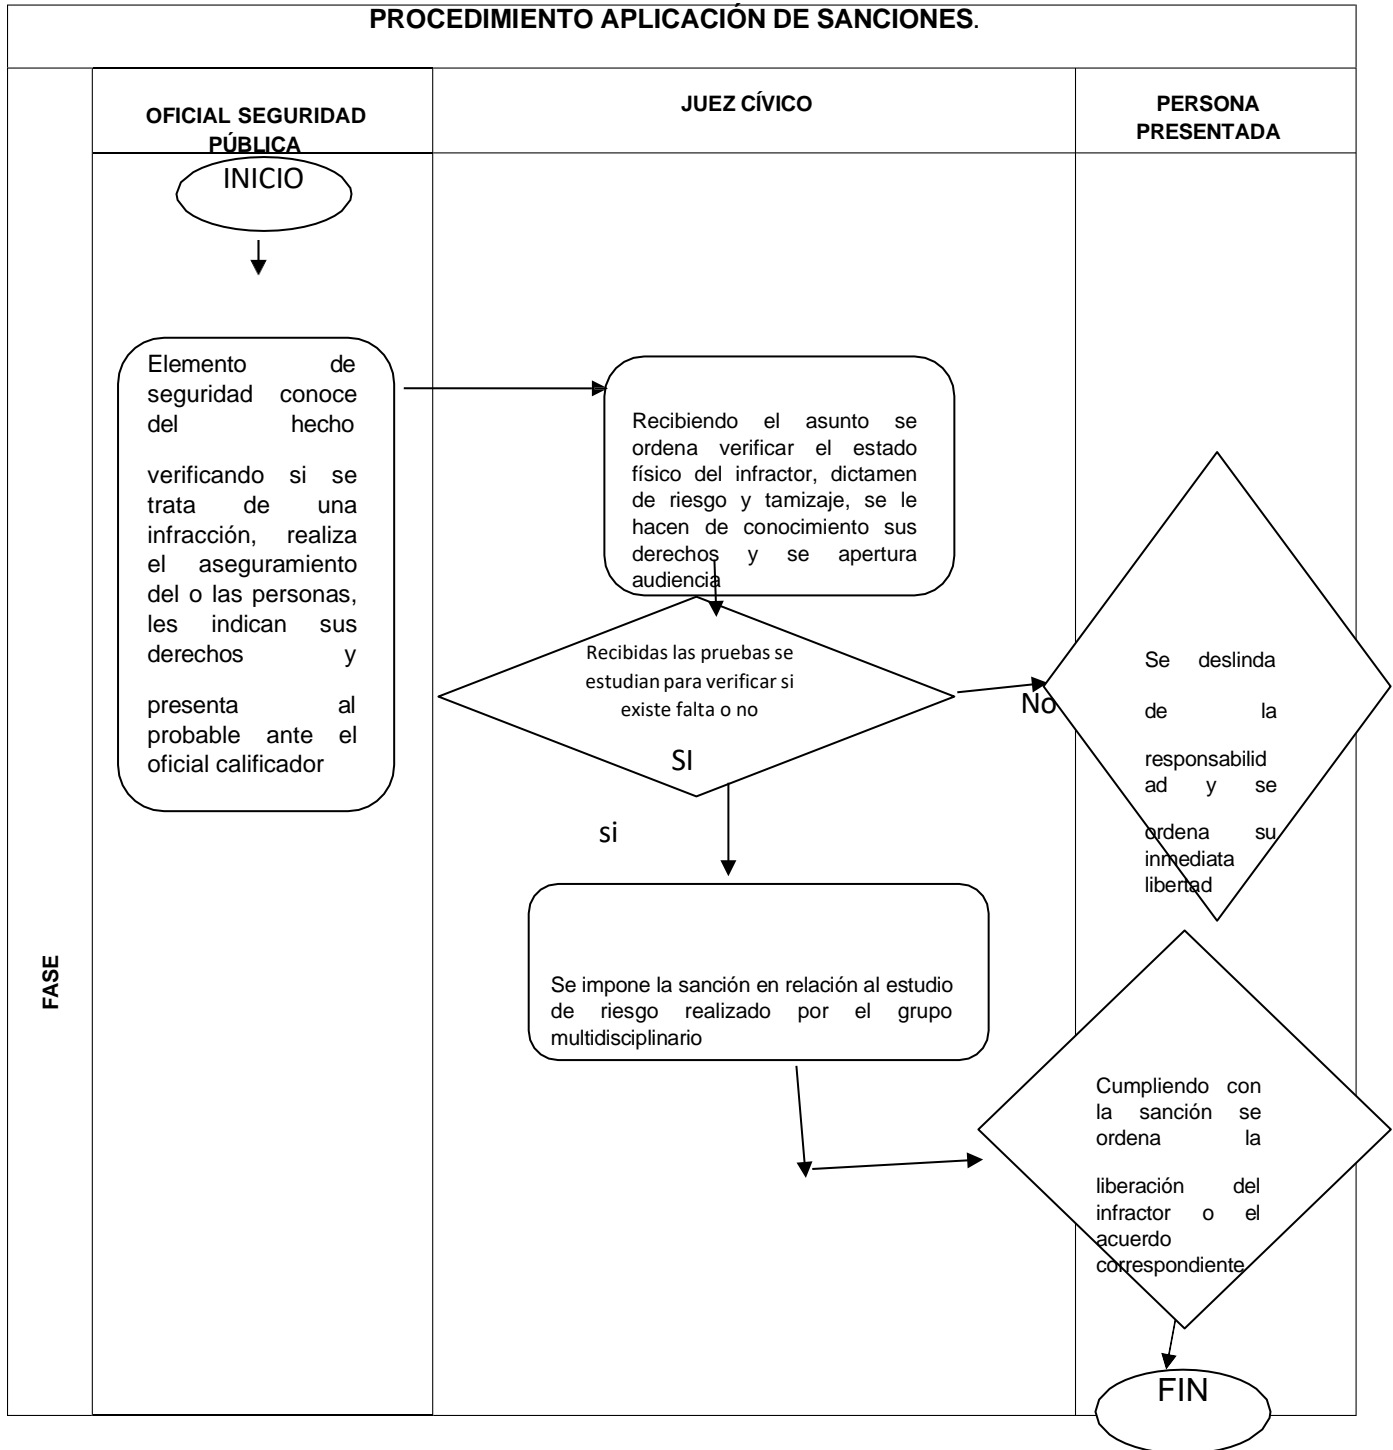 PROCEDIMIENTO APLICACIÓN DE SANCIONES.
OFICIAL SEGURIDAD
PÚBLICA
JUEZ CÍVICO
PERSONA
PRESENTADA
FASE
INICIO
Elemento de
seguridad conoce
del hecho
verificando si se
trata de una
infracción, realiza
el aseguramiento
del o las personas,
les indican sus
derechos y
presenta al
probable ante el
oficial calificador
Recibiendo el asunto se
ordena verificar el estado
físico del infractor, dictamen
de riesgo y tamizaje, se le
hacen de conocimiento sus
derechos y se apertura
audiencia
Recibidas las pruebas se
estudian para verificar si
existe falta o no
SI
No
Se deslinda
de la
responsabilid
ad y se
ordena su
inmediata
libertad
si
Se impone la sanción en relación al estudio
de riesgo realizado por el grupo
multidisciplinario
Cumpliendo con
la sanción se
ordena la
liberación del
infractor o el
acuerdo
correspondiente
FIN